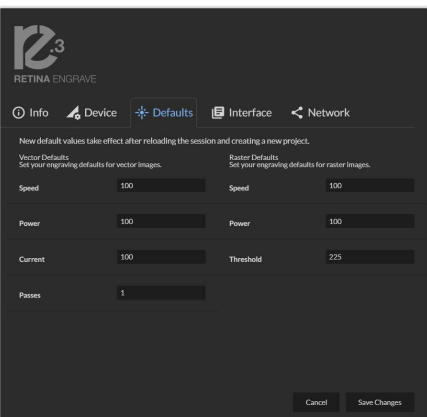 re.3
RETINA ENGRAVE
Info Device Defaults Interface Network
New default values take effect after reloading the session and creating a new project.
Vector Defaults
Set your engraving defaults for vector images.
Speed 100
Power 100
Current 100
Passes 1
Raster Defaults
Set your engraving defaults for raster images.
Speed 100
Power 100
Threshold 225
Cancel Save Changes